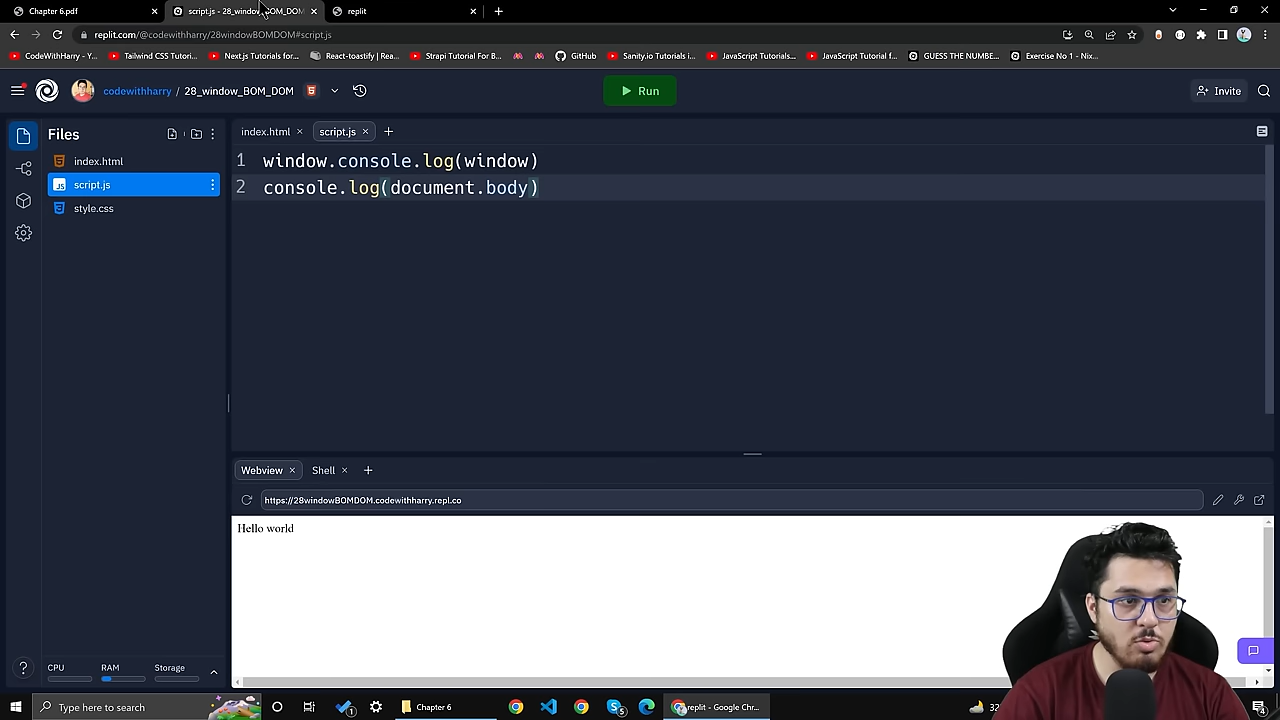 Chapter 6.pdf
script.js - 28_window_BOM_DOM
replit
replit.com/@codewithharry/28windowBOMDOM#script.js
CodeWithHarry - Y...
Tailwind CSS Tutori...
Next.js Tutorials for...
React-toastify | Rea...
Strapi Tutorial For B...
GitHub
Sanity.io Tutorials i...
JavaScript Tutorials...
JavaScript Tutorial f...
GUESS THE NUMBE...
Exercise No 1 - Nix...
codewithharry / 28_window_BOM_DOM
Run
Invite
Files
index.html
script.js
index.html
script.js
style.css
1 window.console.log(window)
2 console.log(document.body)
Webview
Shell
https://28windowBOMDOM.codewithharry.repl.co
Hello world
CPU
RAM
Storage
Type here to search
Chapter 6
replit - Google Chr...